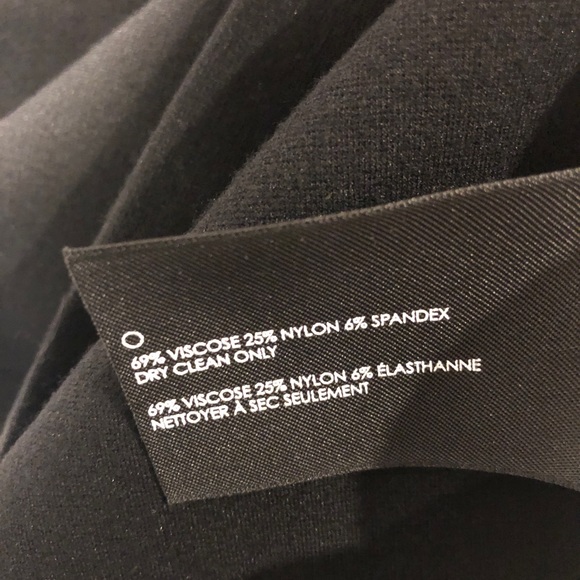 69% VISCOSE 25% NYLON 6% SPANDEX
DRY CLEAN ONLY
69% VISCOSE 25% NYLON 6% ÉLASTHANNE
NETTOYER À SEC SEULEMENT